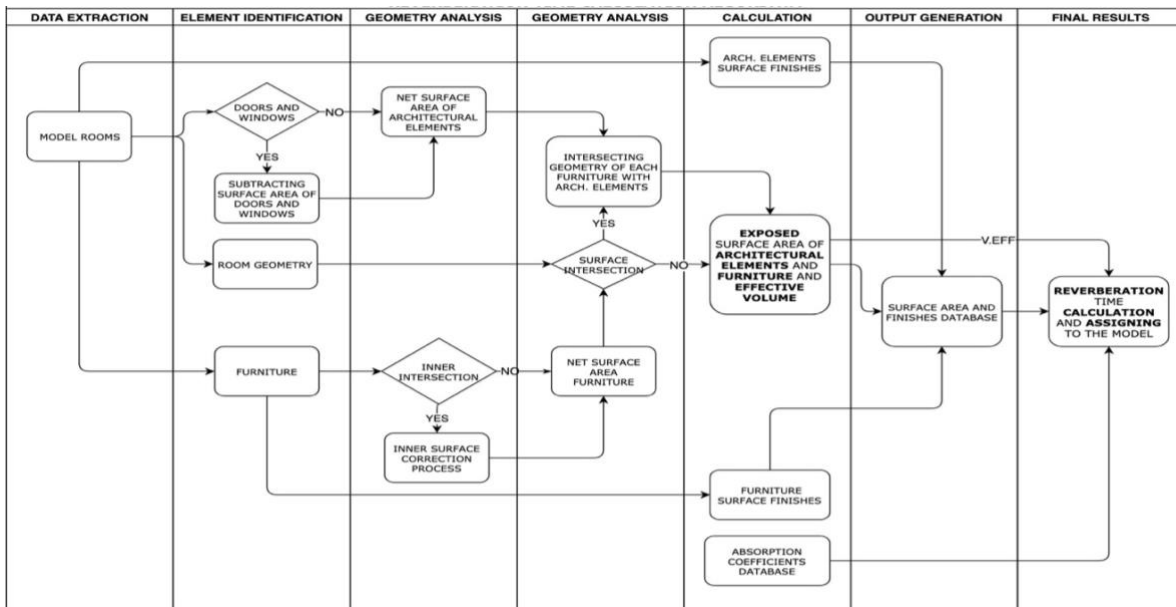 DATA EXTRACTION
ELEMENT IDENTIFICATION
GEOMETRY ANALYSIS
GEOMETRY ANALYSIS
CALCULATION
OUTPUT GENERATION
FINAL RESULTS
ARCH. ELEMENTS
SURFACE FINISHES
MODEL ROOMS
DOORS AND
WINDOWS
NO
YES
SUBTRACTING
SURFACE AREA OF
DOORS AND
WINDOWS
NET SURFACE
AREA OF
ARCHITECTURAL
ELEMENTS
INTERSECTING
GEOMETRY OF EACH
FURNITURE WITH
ARCH. ELEMENTS
YES
ROOM GEOMETRY
SURFACE
INTERSECTION
NO
EXPOSED
SURFACE AREA OF
ARCHITECTURAL
ELEMENTS AND
FURNITURE AND
EFFECTIVE
VOLUME
V.EFF
SURFACE AREA AND
FINISHES DATABASE
REVERBERATION
TIME
CALCULATION
AND ASSIGNING
TO THE MODEL
FURNITURE
INNER
INTERSECTION
NO
YES
INNER SURFACE
CORRECTION
PROCESS
NET SURFACE
AREA
FURNITURE
FURNITURE
SURFACE FINISHES
ABSORPTION
COEFFICIENTS
DATABASE